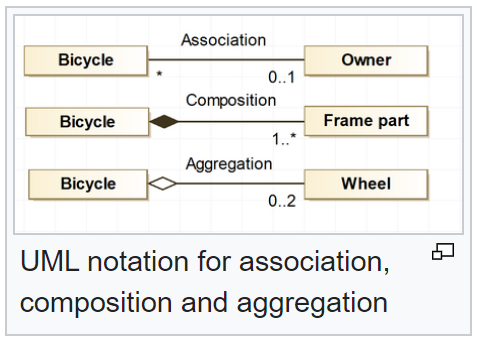 Association
Bicycle Owner
* 0..1
Composition
Bicycle Frame part
1..*
Aggregation
Bicycle Wheel
0..2
UML notation for association,
composition and aggregation